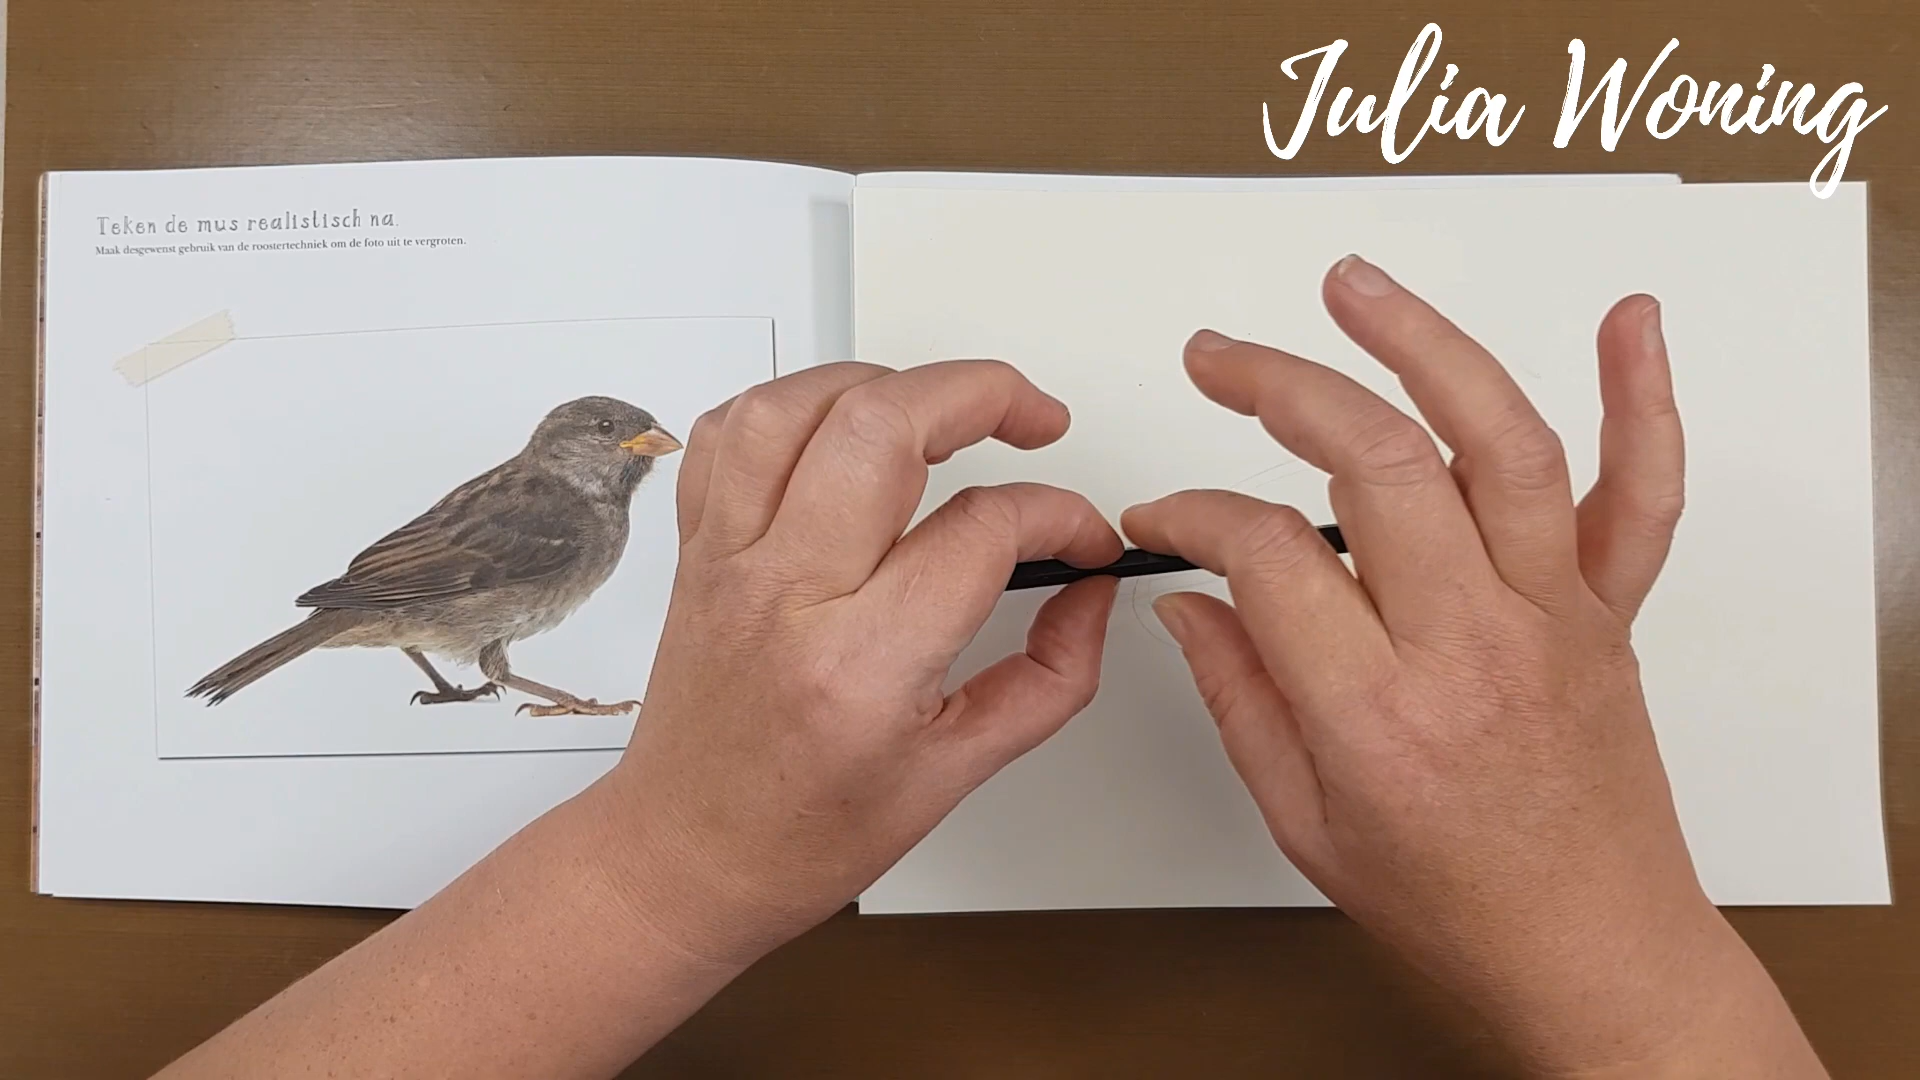 Julia Woning
Teken de mus realistisch na.
Maak desgewenst gebruik van de roostertechniek om de foto uit te vergroten.